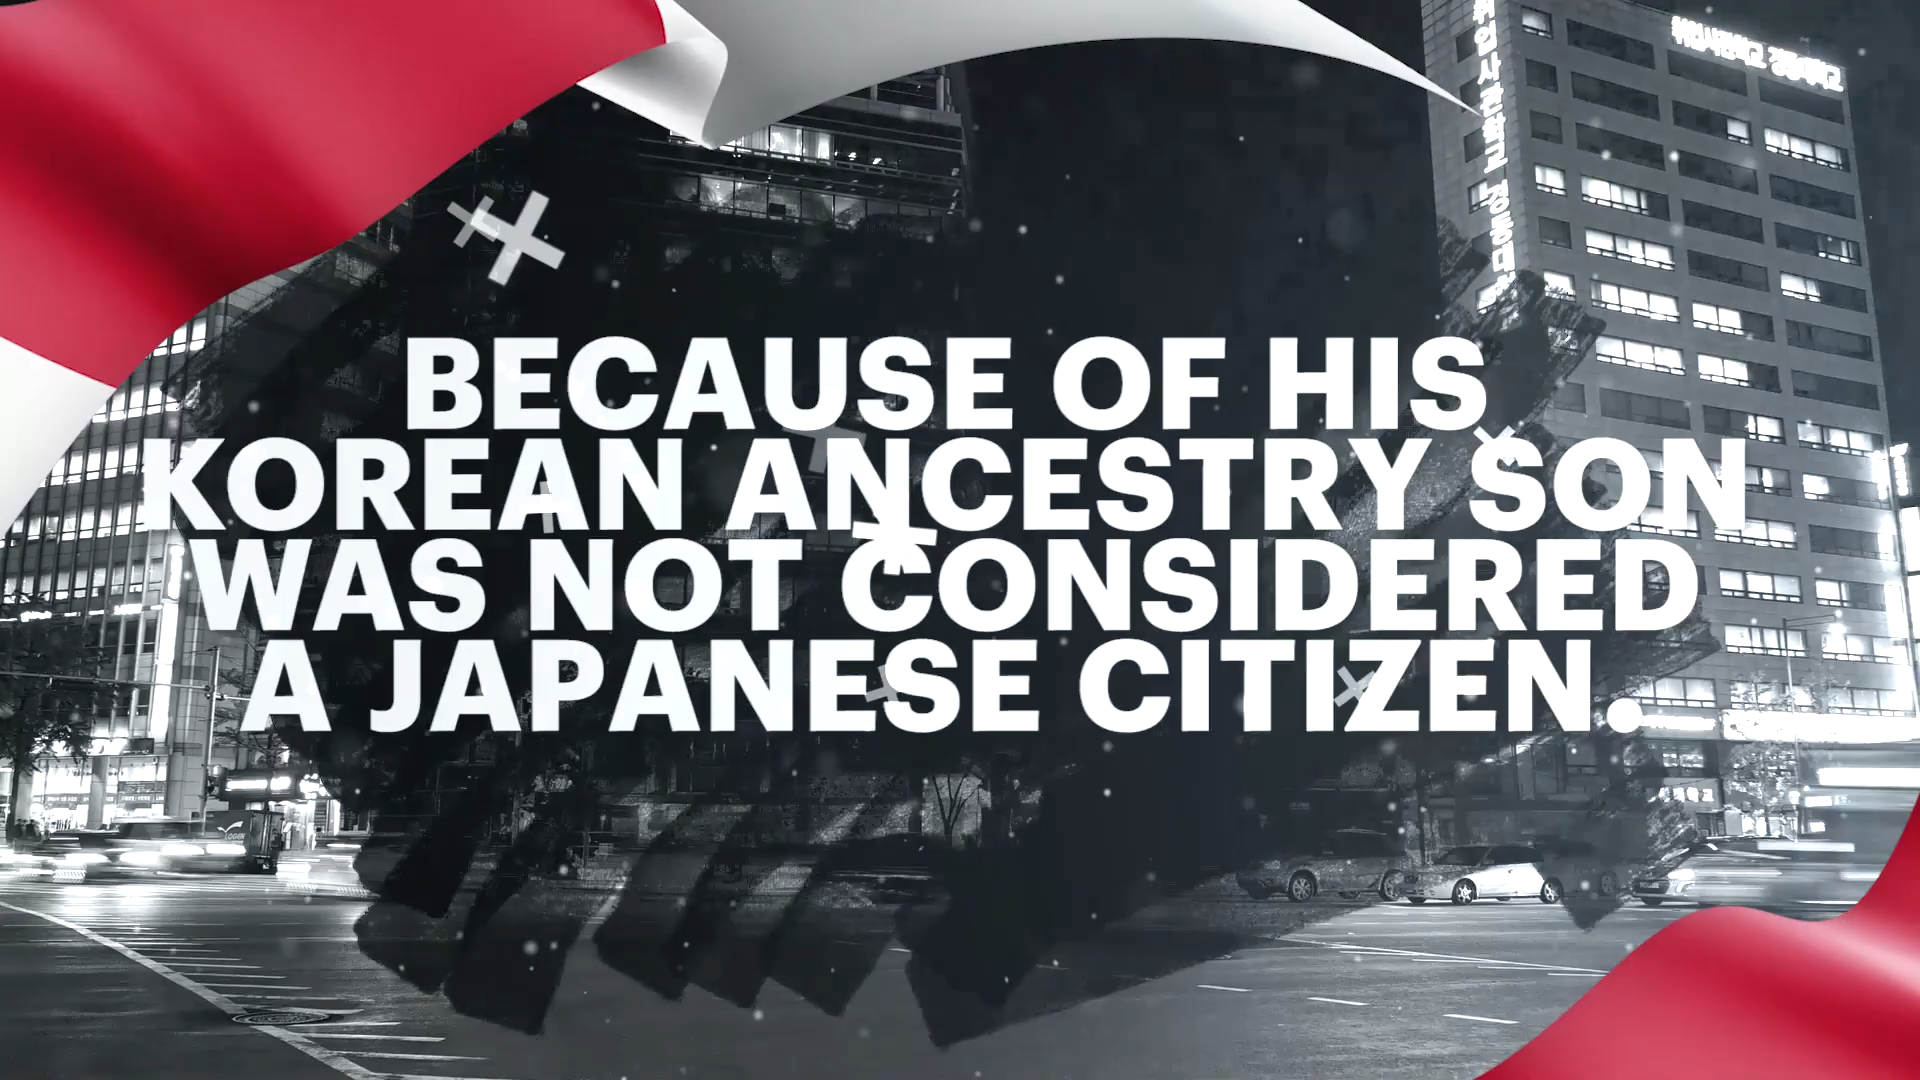 BECAUSE OF HIS
KOREAN ANCESTRY SON
WAS NOT CONSIDERED
A JAPANESE CITIZEN.